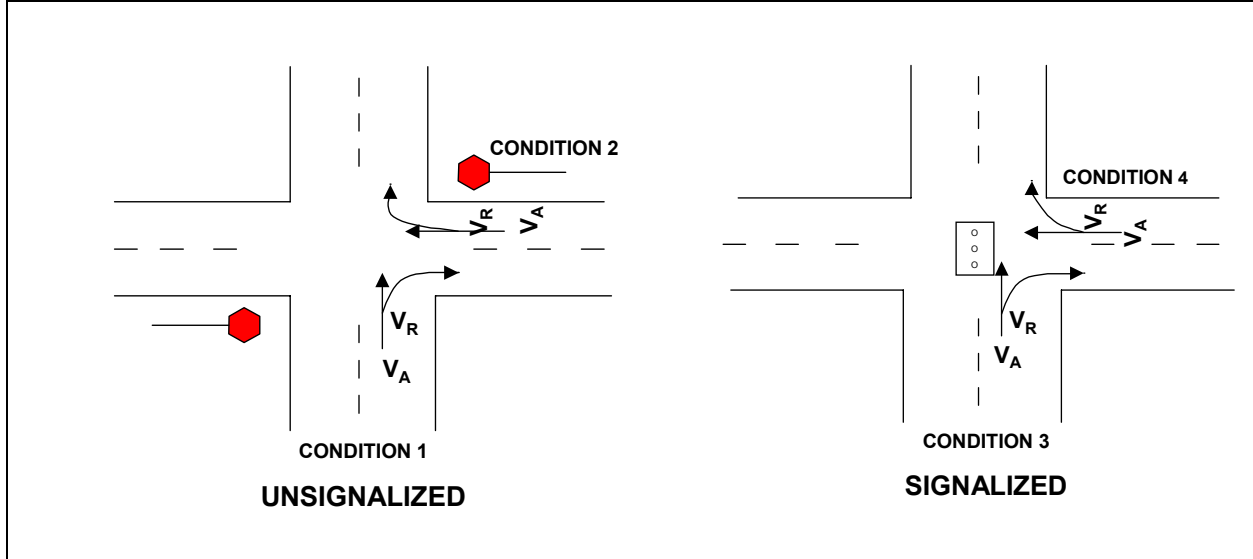 CONDITION 2
V_R
V_A
V_R
V_A
CONDITION 1
UNSIGNALIZED
CONDITION 4
V_R
V_A
V_R
V_A
CONDITION 3
SIGNALIZED